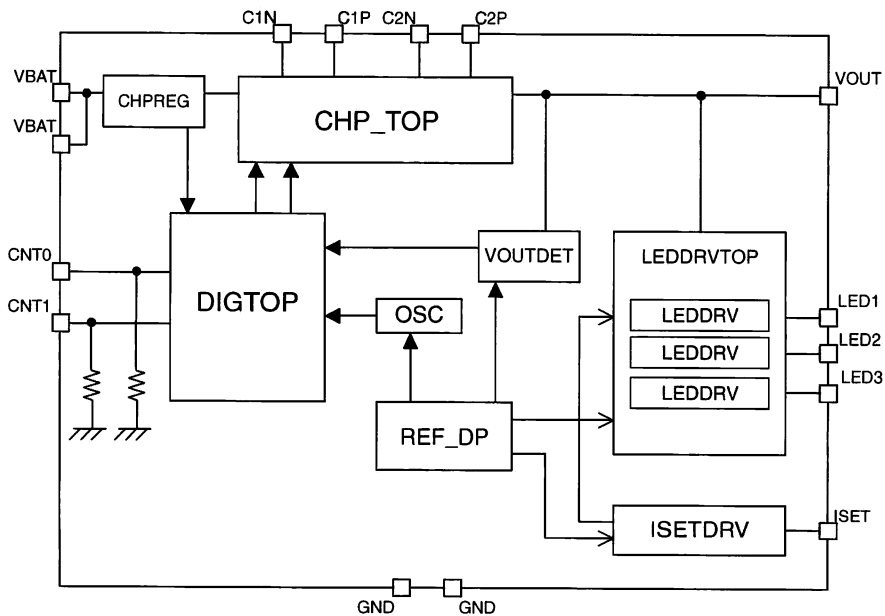 C1N C1P C2N C2P
VBAT
CHPREG
CHP_TOP
VOUT
VBAT
CNT0
DIGTOP
VOUTDET
LEDDRVTOP
CNT1
OSC
LEDDRV
LED1
LEDDRV
LED2
LEDDRV
LED3
REF_DP
ISETDRV
ISET
GND
GND